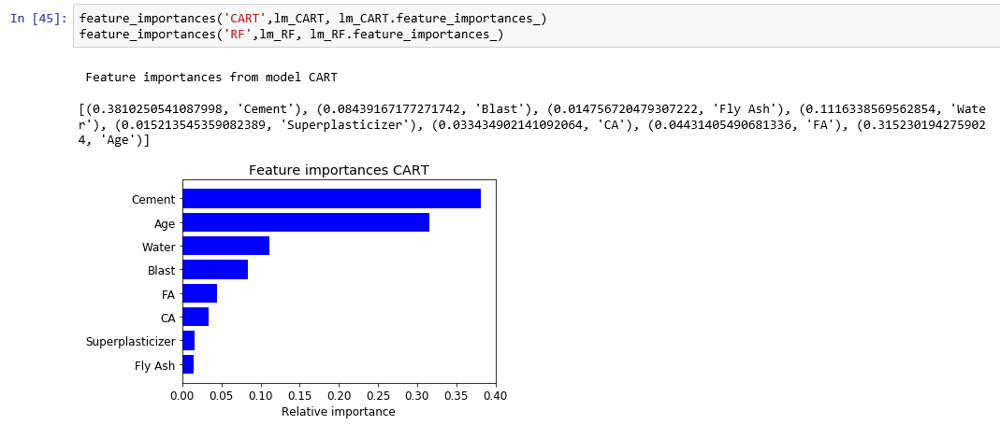 In [45]: feature_importances('CART',lm_CART, lm_CART.feature_importances_)
feature_importances('RF',lm_RF, lm_RF.feature_importances_)
Feature importances from model CART
[(0.3810250541087998, 'Cement'), (0.08439167177271742, 'Blast'), (0.014756720479307222, 'Fly Ash'), (0.1116338569562854, 'Wate
r'), (0.015213545359082389, 'Superplasticizer'), (0.033434902141092064, 'CA'), (0.04431405490681336, 'FA'), (0.315230194275902
4, 'Age')]
Feature importances CART
Cement
Age
Water
Blast
FA
CA
Superplasticizer
Fly Ash
0.00 0.05 0.10 0.15 0.20 0.25 0.30 0.35 0.40
Relative importance